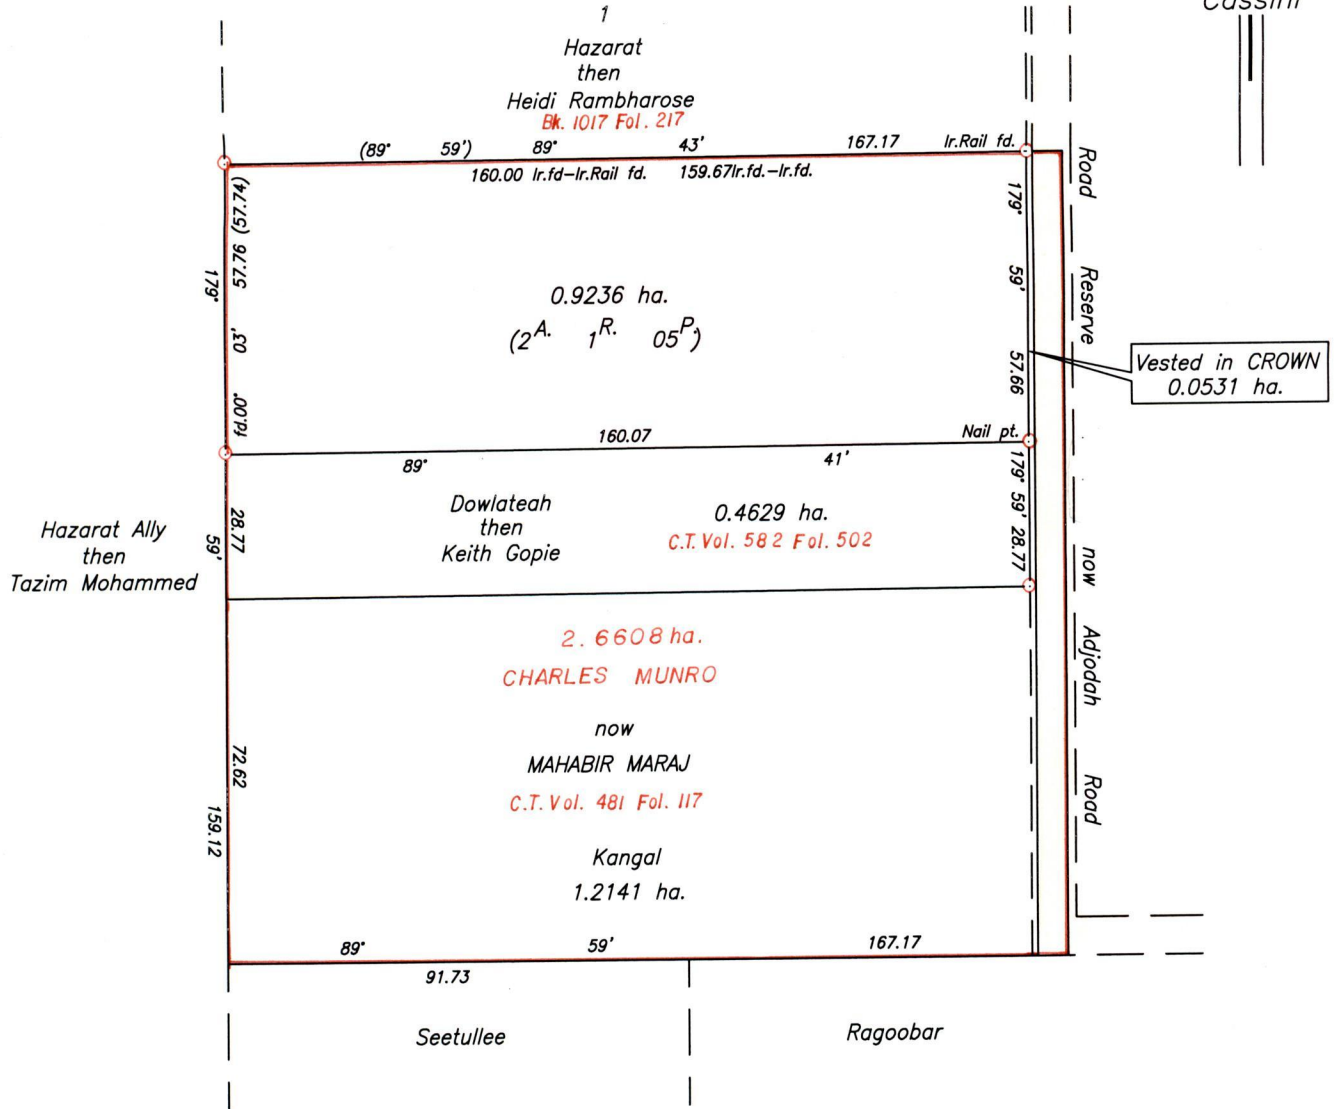 Cassini
1
Hazarat
then
Heidi Rambharose
Bk. 1017 Fol. 217
(89° 59') 89° 43' 167.17 Ir.Rail fd.
160.00 Ir.fd-Ir.Rail fd. 159.67Ir.fd.-Ir.fd.
57.76 (57.74)
179° 03' fd.00°
0.9236 ha.
(2A. 1R. 05P.)
179° 59' 57.66
Road Reserve now Adjodah Road
Vested in CROWN
0.0531 ha.
160.07 Nail pt.
89° 41'
Hazarat Ally
then
Tazim Mohammed
59'
28.77
Dowlateah
then
Keith Gopie
0.4629 ha.
C.T. Vol. 582 Fol. 502
179° 59' 28.77
2.6608 ha.
CHARLES MUNRO
now
MAHABIR MARAJ
C.T. Vol. 481 Fol. 117
Kangal
1.2141 ha.
72.62
159.12
89° 59' 167.17
91.73
Seetullee
Ragoobar